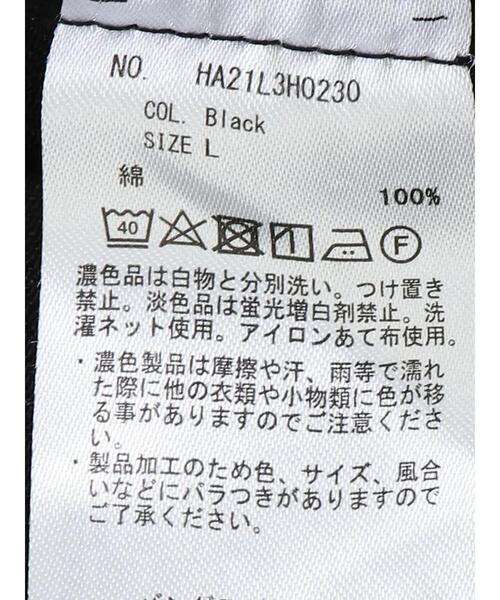 NO. HA21L3H0230
COL. Black
SIZE L
綿 100%
40 F
濃色品は白物と分別洗い。つけ置き
禁止。淡色品は蛍光増白剤禁止。洗
濯ネット使用。アイロンあて布使用。
・濃色製品は摩擦や汗、雨等で濡れ
た際に他の衣類や小物類に色が移
る事がありますのでご注意くださ
い。
・製品加工のため色、サイズ、風合
いなどにバラつきがありますので
ご了承ください。